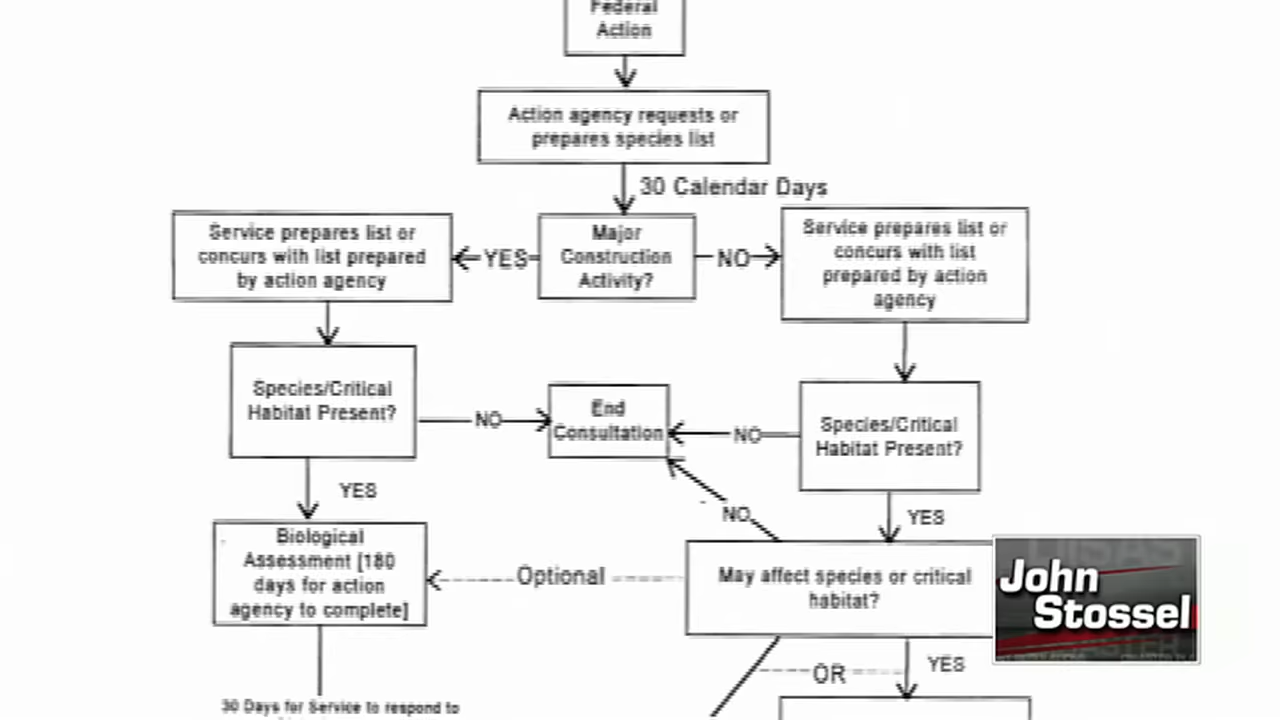 Federal
Action
Action agency requests or
prepares species list
30 Calendar Days
Service prepares list or
concurs with list prepared
by action agency
YES
Major
Construction
Activity?
NO
Service prepares list or
concurs with list
prepared by action
agency
Species/Critical
Habitat Present?
NO
End
Consultation
NO
Species/Critical
Habitat Present?
YES
NO
YES
Biological
Assessment [180
days for action
agency to complete]
Optional
May affect species or critical
habitat?
John
Stossel
OR
YES
30 Days for Service to respond to